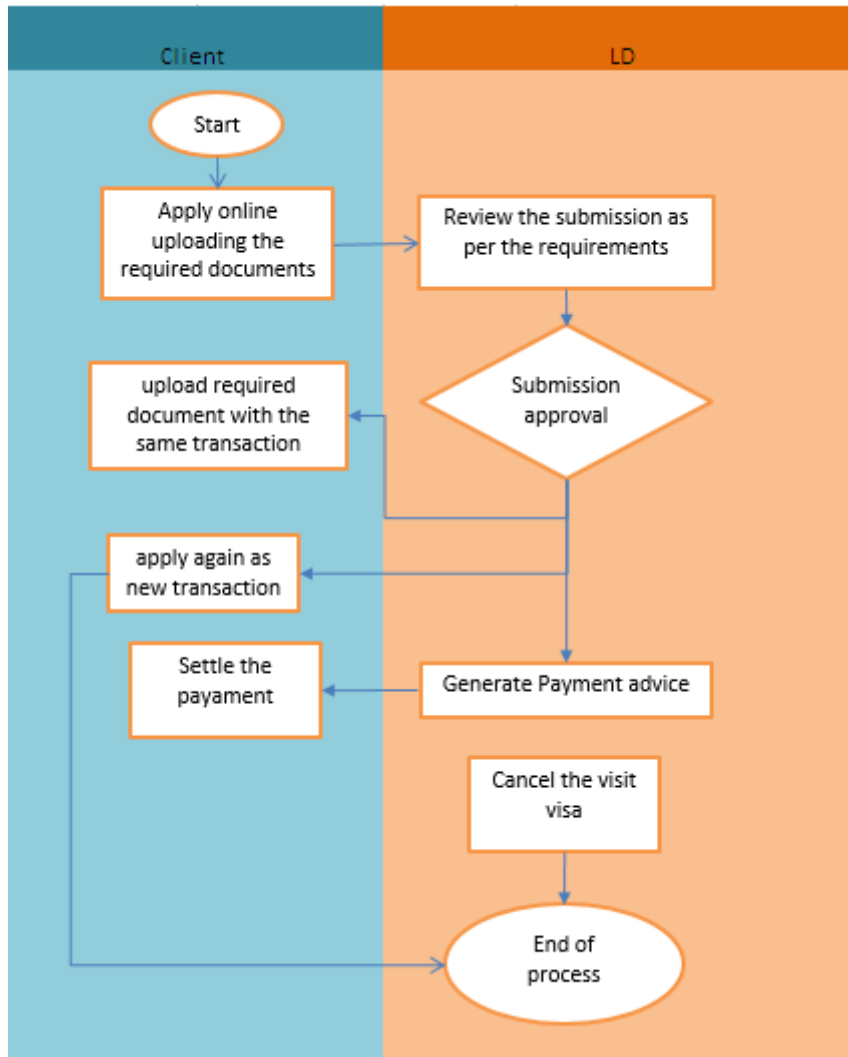 Client
LD
Start
Apply online
uploading the
required documents
Review the submission as
per the requirements
Submission
approval
upload required
document with the
same transaction
apply again as
new transaction
Settle the
payament
Generate Payment advice
Cancel the visit
visa
End of
process